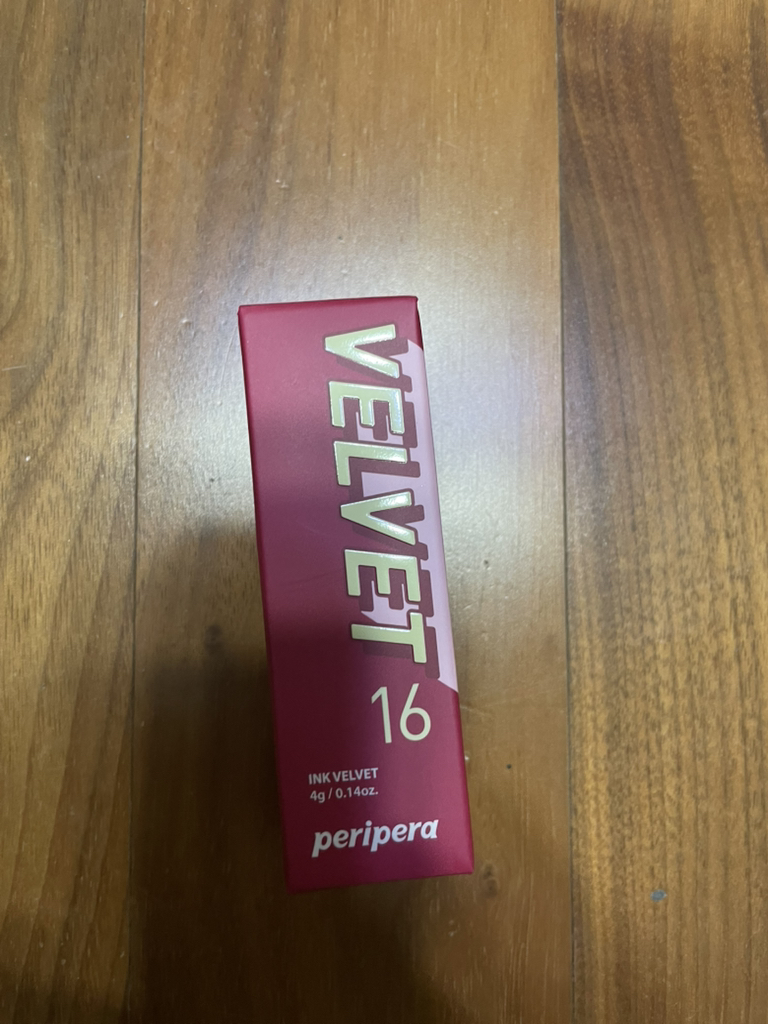 VELVET
16
INK VELVET
4g / 0.14oz.
peripera